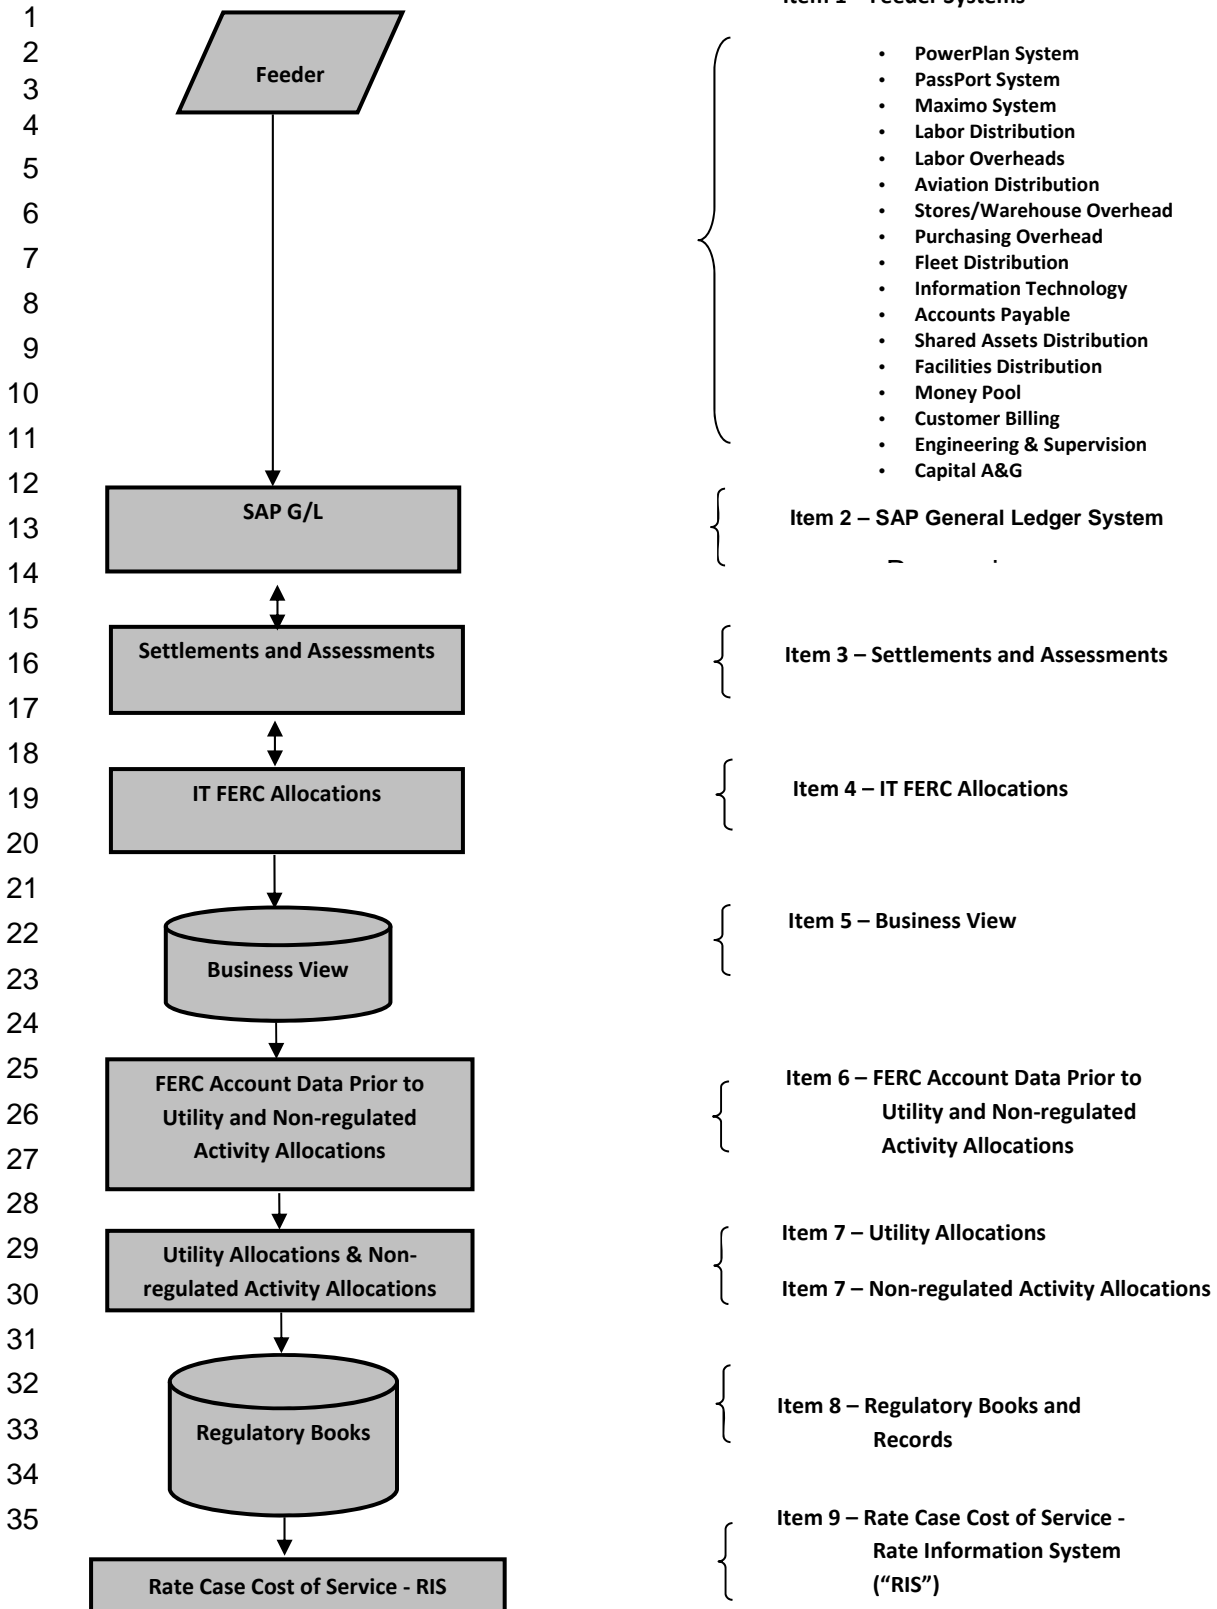 Item 1 – Feeder Systems
1
2
3
4
5
6
7
8
9
10
11
12
13
14
15
16
17
18
19
20
21
22
23
24
25
26
27
28
29
30
31
32
33
34
35
Feeder
SAP G/L
Settlements and Assessments
IT FERC Allocations
Business View
FERC Account Data Prior to
Utility and Non-regulated
Activity Allocations
Utility Allocations & Non-
regulated Activity Allocations
Regulatory Books
Rate Case Cost of Service - RIS
• PowerPlan System
• PassPort System
• Maximo System
• Labor Distribution
• Labor Overheads
• Aviation Distribution
• Stores/Warehouse Overhead
• Purchasing Overhead
• Fleet Distribution
• Information Technology
• Accounts Payable
• Shared Assets Distribution
• Facilities Distribution
• Money Pool
• Customer Billing
• Engineering & Supervision
• Capital A&G
Item 2 – SAP General Ledger System
Item 3 – Settlements and Assessments
Item 4 – IT FERC Allocations
Item 5 – Business View
Item 6 – FERC Account Data Prior to
Utility and Non-regulated
Activity Allocations
Item 7 – Utility Allocations
Item 7 – Non-regulated Activity Allocations
Item 8 – Regulatory Books and
Records
Item 9 – Rate Case Cost of Service -
Rate Information System
(“RIS”)